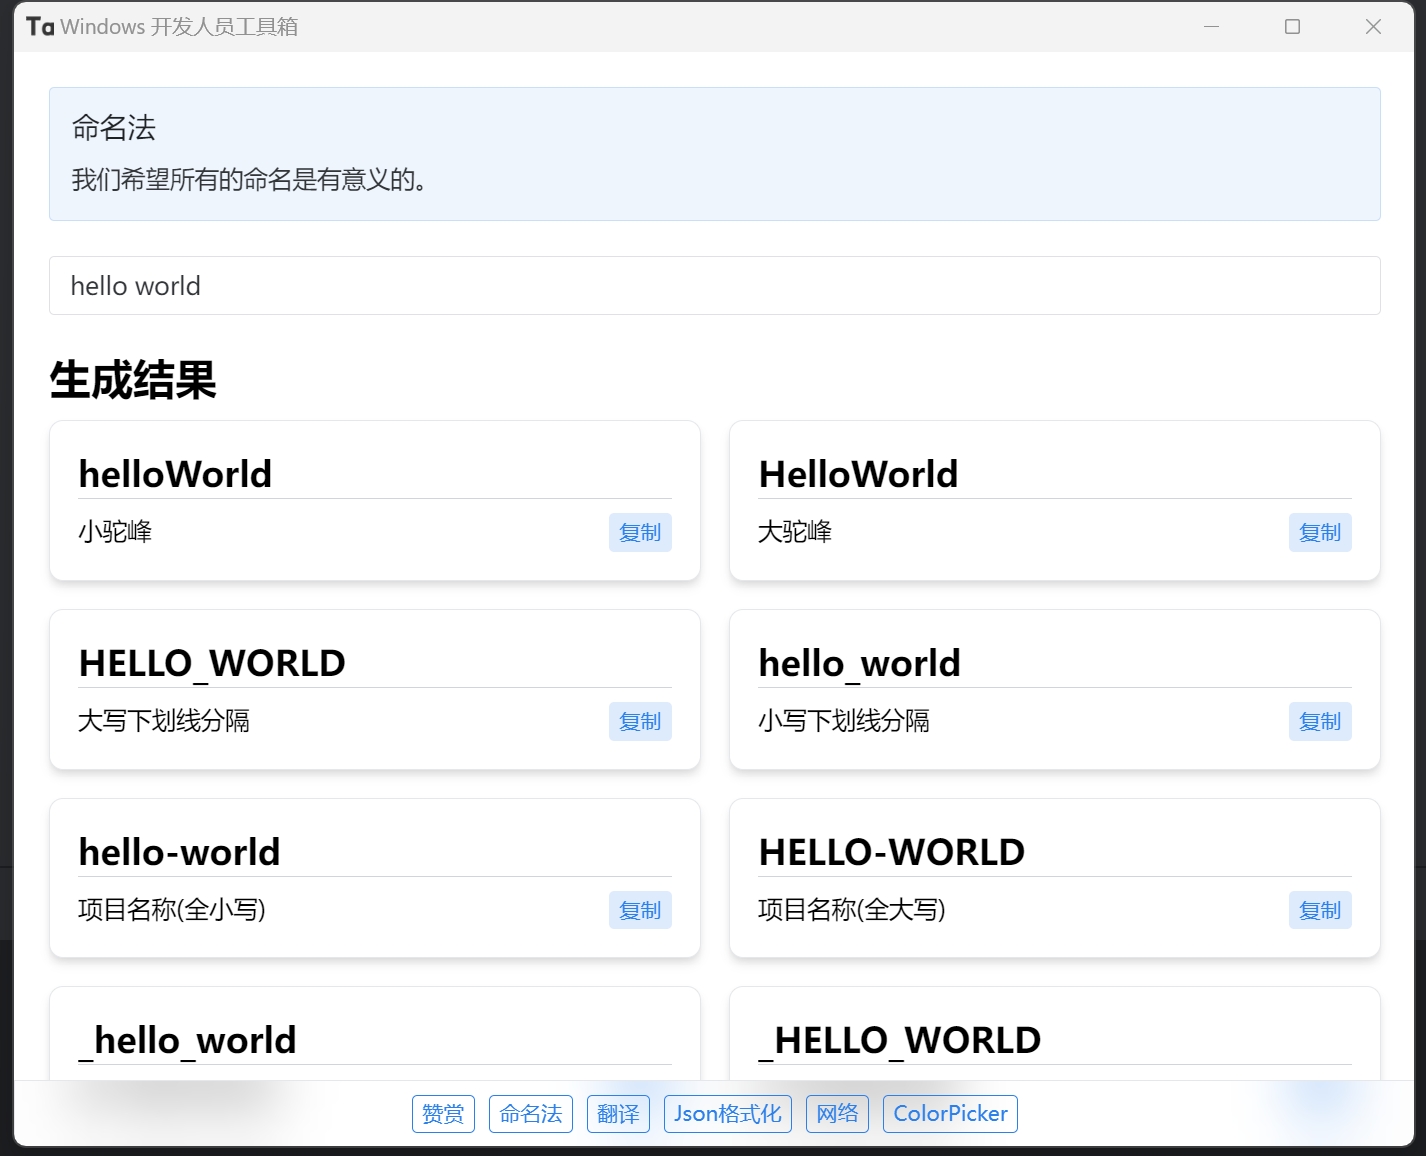 Ta Windows 开发人员工具箱
命名法
我们希望所有的命名是有意义的。
hello world
生成结果
helloWorld
小驼峰
复制
HelloWorld
大驼峰
复制
HELLO_WORLD
大写下划线分隔
复制
hello_world
小写下划线分隔
复制
hello-world
项目名称(全小写)
复制
HELLO-WORLD
项目名称(全大写)
复制
_hello_world
_HELLO_WORLD
赞赏 命名法 翻译 Json格式化 网络 ColorPicker